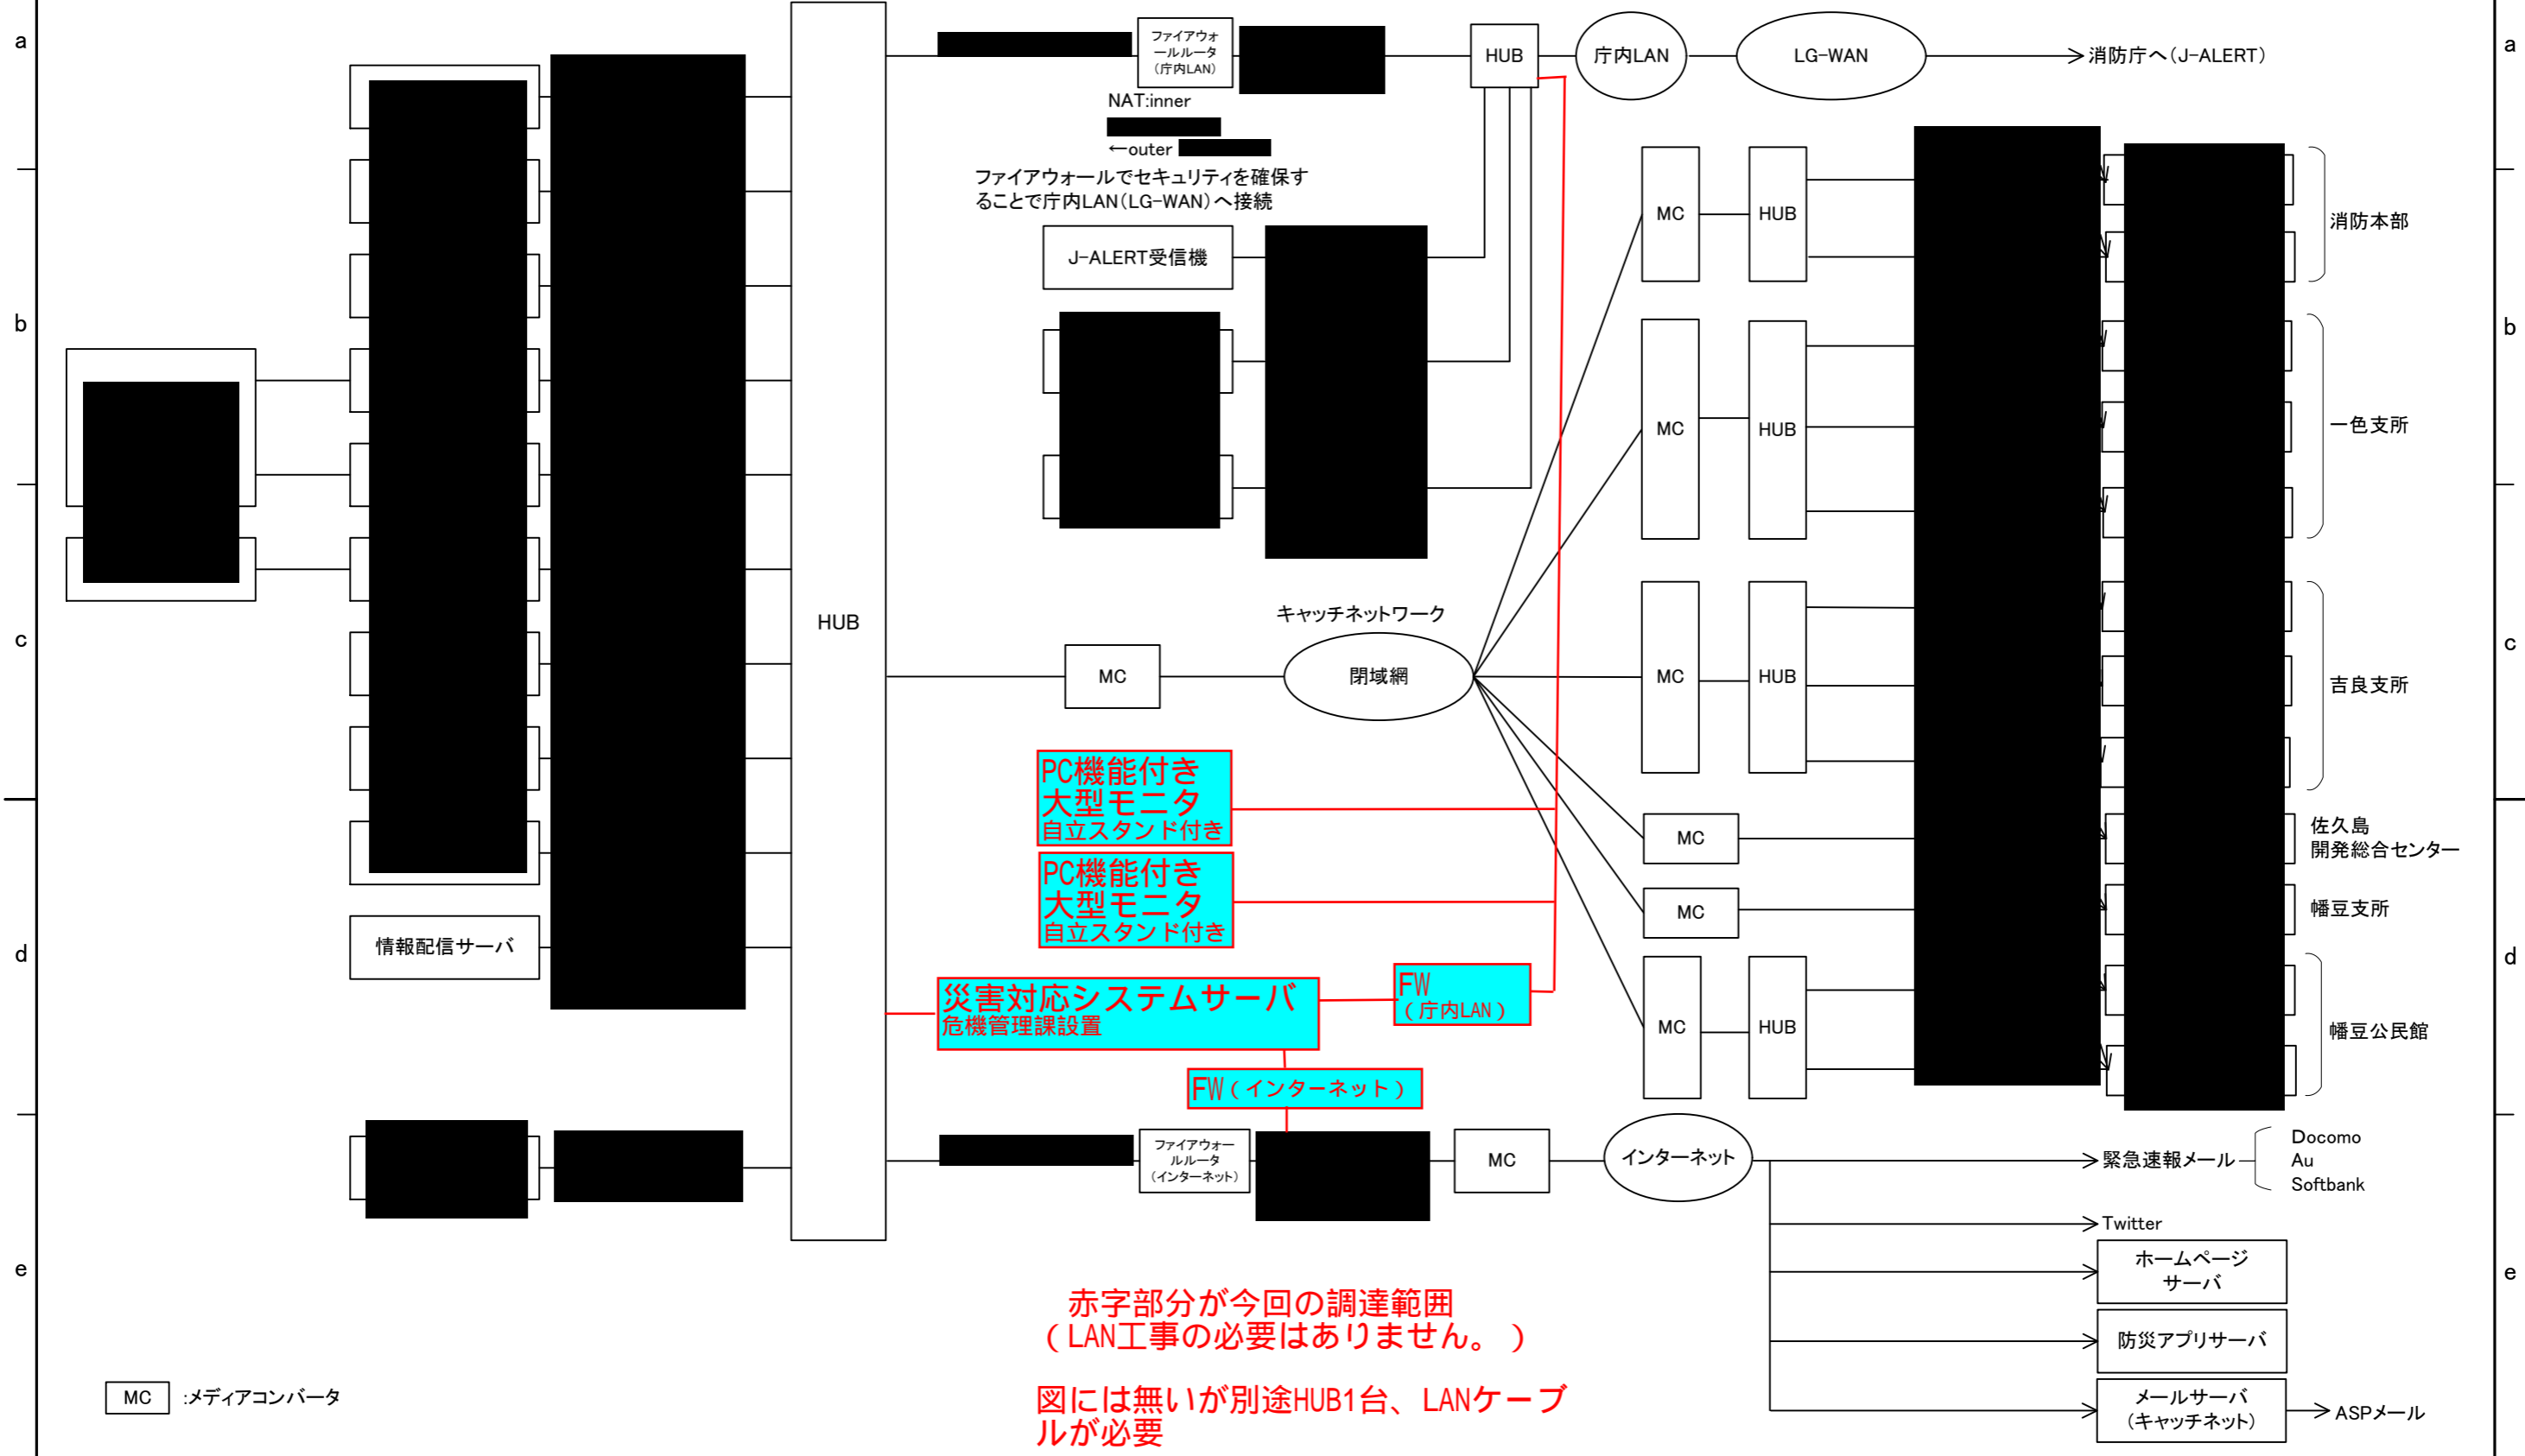 a
a
ファイアウォ
ールルータ
(庁内LAN)
HUB
庁内LAN
LG-WAN
消防庁へ(J-ALERT)
NAT:inner
←outer
ファイアウォールでセキュリティを確保す
ることで庁内LAN(LG-WAN)へ接続
J-ALERT受信機
MC
HUB
消防本部
b
b
MC
HUB
一色支所
HUB
キャッチネットワーク
c
c
MC
閉域網
MC
HUB
吉良支所
PC機能付き
大型モニタ
自立スタンド付き
MC
佐久島
開発総合センター
PC機能付き
大型モニタ
自立スタンド付き
MC
幡豆支所
情報配信サーバ
d
d
災害対応システムサーバ
危機管理課設置
FW
(庁内LAN)
MC
HUB
幡豆公民館
FW(インターネット)
ファイアウォー
ルルータ
(インターネット)
MC
インターネット
緊急速報メール
Docomo
Au
Softbank
Twitter
e
e
ホームページ
サーバ
赤字部分が今回の調達範囲
(LAN工事の必要はありません。)
防災アプリサーバ
MC
:メディアコンバータ
図には無いが別途HUB1台、LANケーブ
ルが必要
メールサーバ
(キャッチネット)
ASPメール